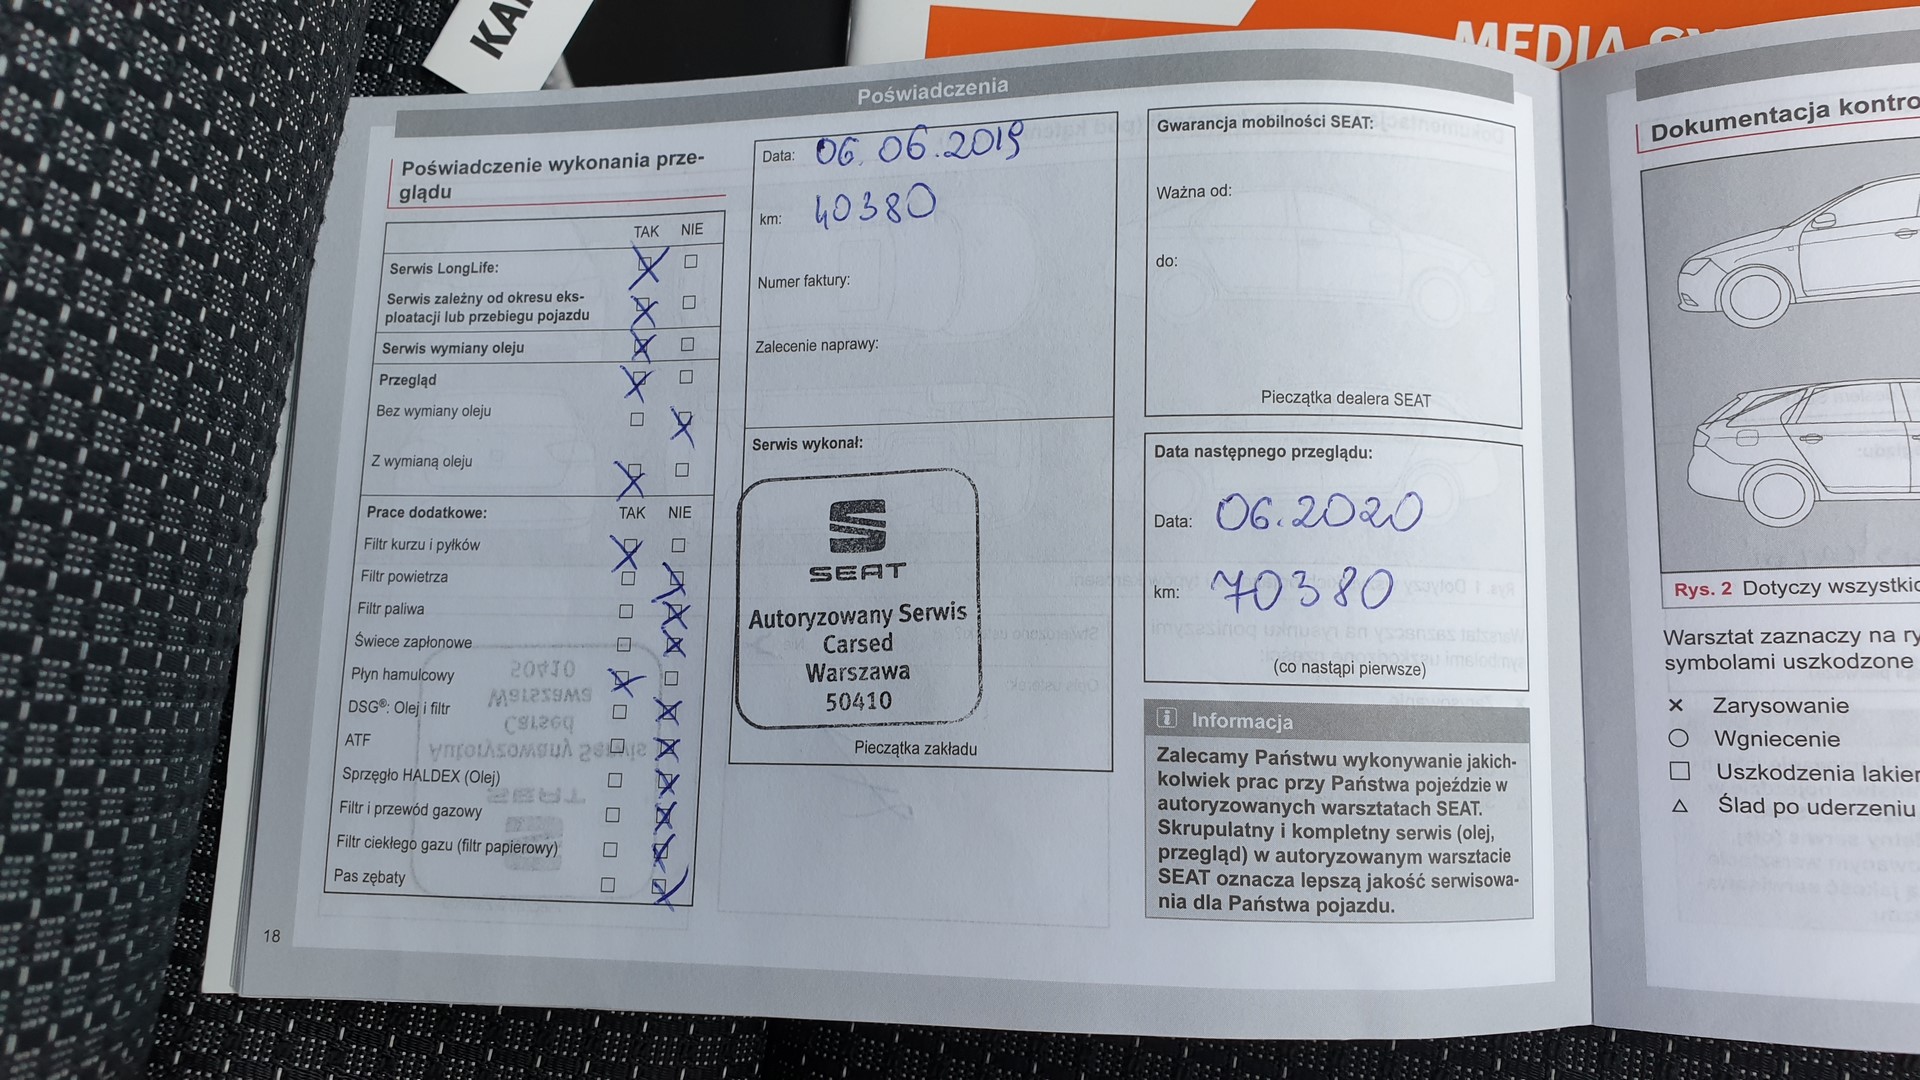 KAR
MEDIA SY
Poświadczenia
Poświadczenie wykonania prze-
glądu
TAK NIE
Serwis LongLife:
Serwis zależny od okresu eks-
ploatacji lub przebiegu pojazdu
Serwis wymiany oleju
Przegląd
Bez wymiany oleju
Z wymianą oleju
Prace dodatkowe: TAK NIE
Filtr kurzu i pyłków
Filtr powietrza
Filtr paliwa
Świece zapłonowe
Płyn hamulcowy
DSG®: Olej i filtr
ATF
Sprzęgło HALDEX (Olej)
Filtr i przewód gazowy
Filtr ciekłego gazu (filtr papierowy)
Pas zębaty
18
Data: 06.06.2019
km: 40380
Numer faktury:
Zalecenie naprawy:
Serwis wykonał:
SEAT
Autoryzowany Serwis
Carsed
Warszawa
50410
Pieczątka zakładu
Gwarancja mobilności SEAT:
Ważna od:
do:
Pieczątka dealera SEAT
Data następnego przeglądu:
Data: 06.2020
km: 70380
(co nastąpi pierwsze)
i Informacja
Zalecamy Państwu wykonywanie jakich-
kolwiek prac przy Państwa pojeździe w
autoryzowanych warsztatach SEAT.
Skrupulatny i kompletny serwis (olej,
przegląd) w autoryzowanym warsztacie
SEAT oznacza lepszą jakość serwisowa-
nia dla Państwa pojazdu.
Dokumentacja kontro
Rys. 2 Dotyczy wszystkic
Warsztat zaznaczy na ry
symbolami uszkodzone
Zarysowanie
Wgniecenie
Uszkodzenia lakier
Ślad po uderzeniu